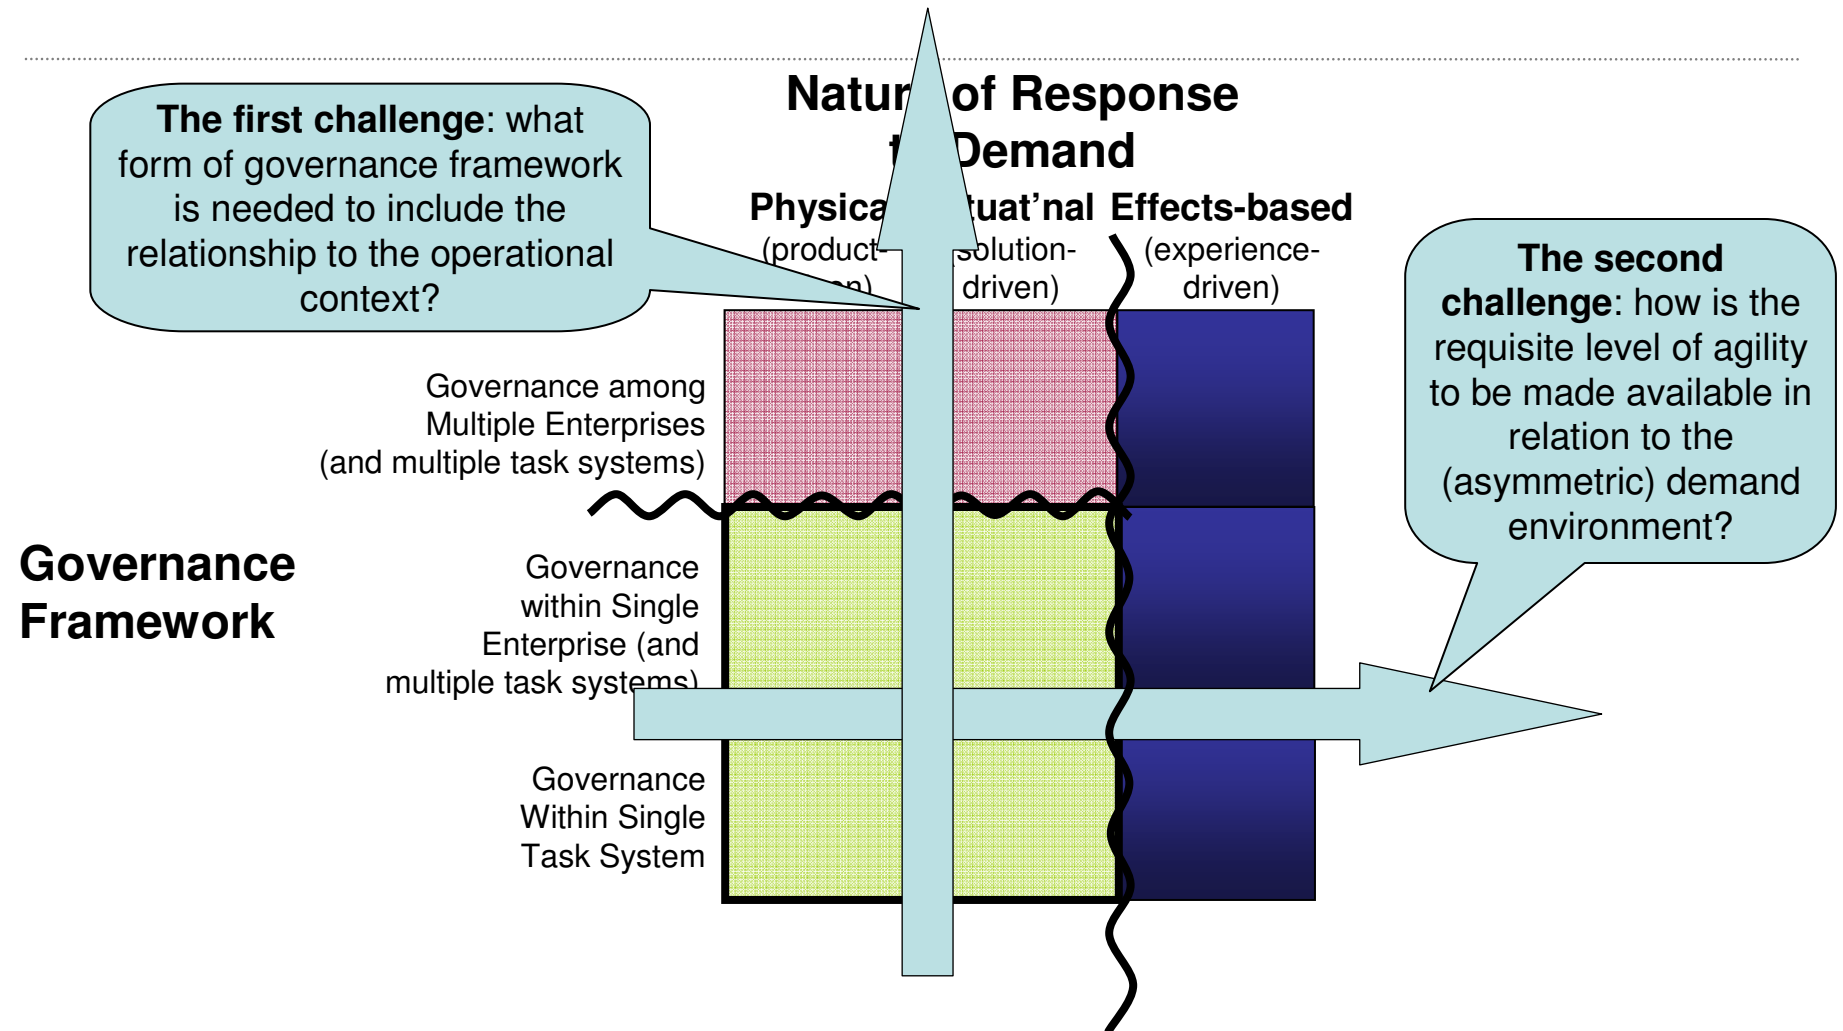 The first challenge: what
form of governance framework
is needed to include the
relationship to the operational
context?
Natur of Response
t Demand
Physica tuat'nal Effects-based
(product- solution- (experience-
en) driven) driven)
The second
challenge: how is the
requisite level of agility
to be made available in
relation to the
(asymmetric) demand
environment?
Governance among
Multiple Enterprises
(and multiple task systems)
Governance
Framework
Governance
within Single
Enterprise (and
multiple task systems)
Governance
Within Single
Task System